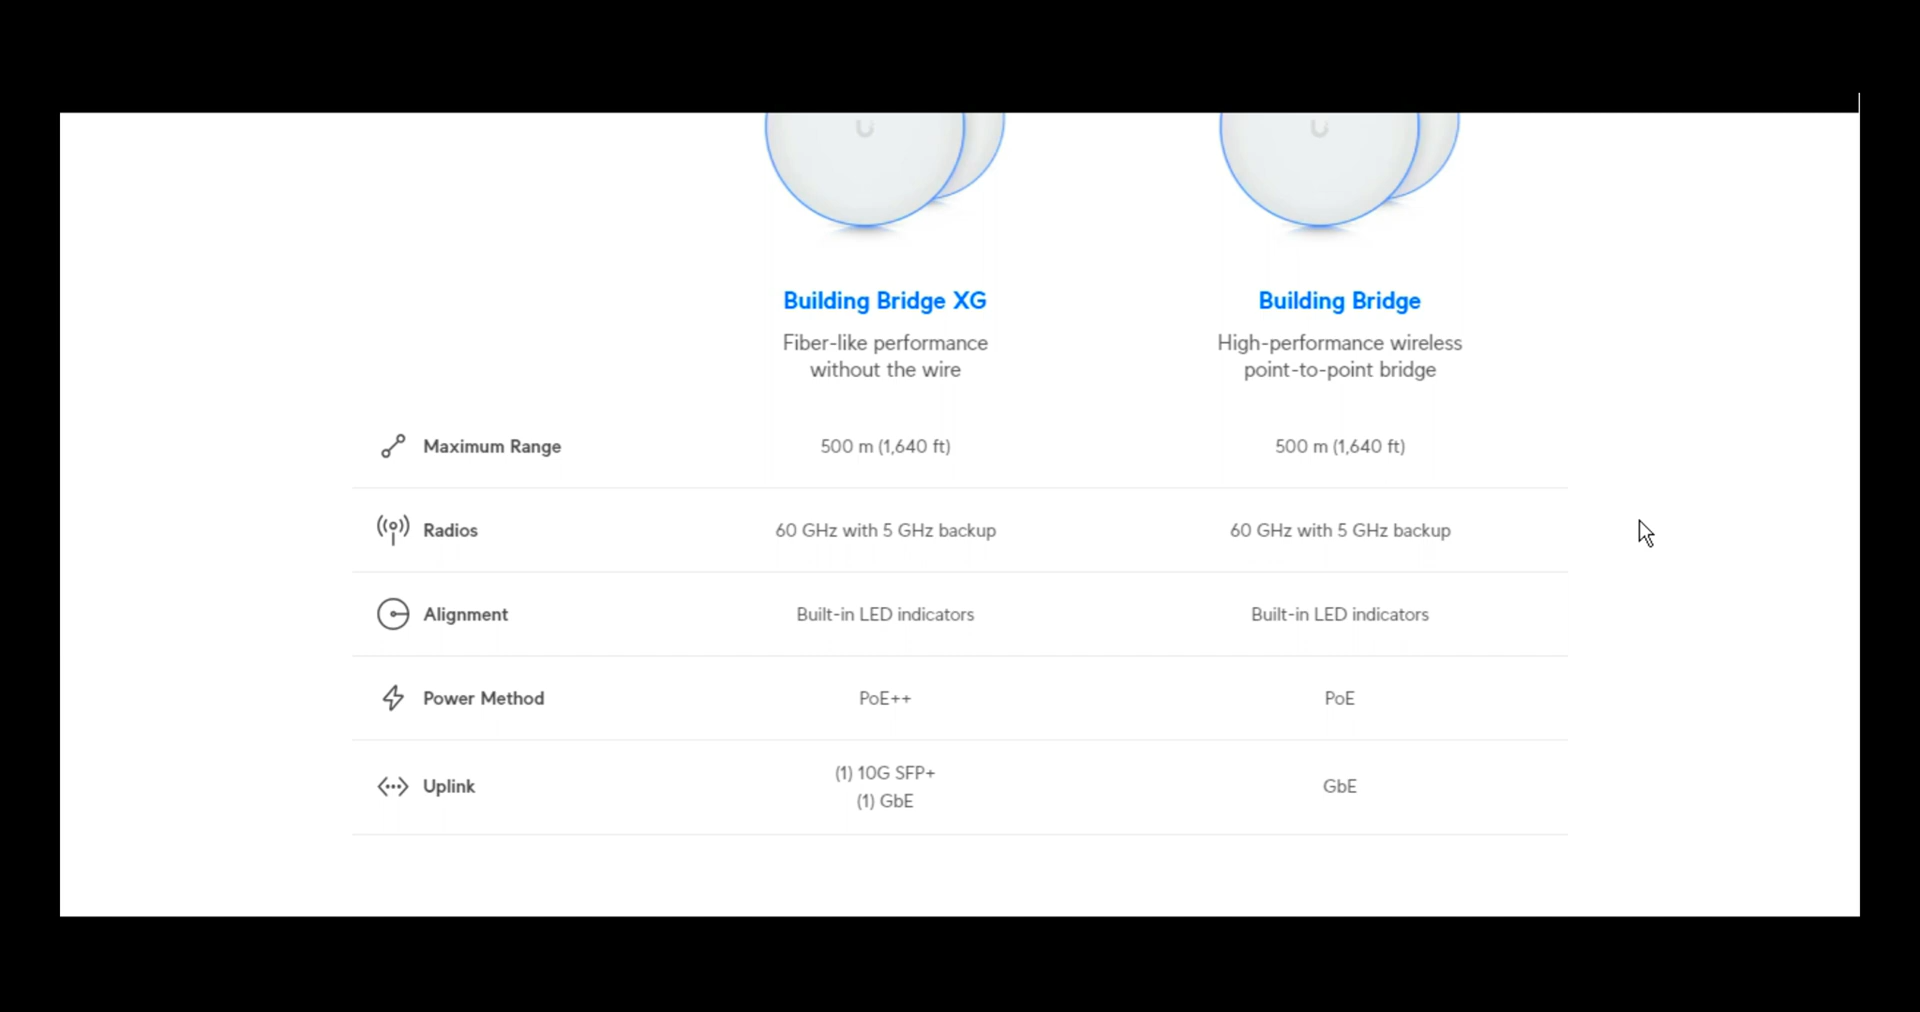 Building Bridge XG
Building Bridge
Fiber-like performance
without the wire
High-performance wireless
point-to-point bridge
Maximum Range
500 m (1,640 ft)
500 m (1,640 ft)
Radios
60 GHz with 5 GHz backup
60 GHz with 5 GHz backup
Alignment
Built-in LED indicators
Built-in LED indicators
Power Method
PoE++
PoE
Uplink
(1) 10G SFP+
(1) GbE
GbE